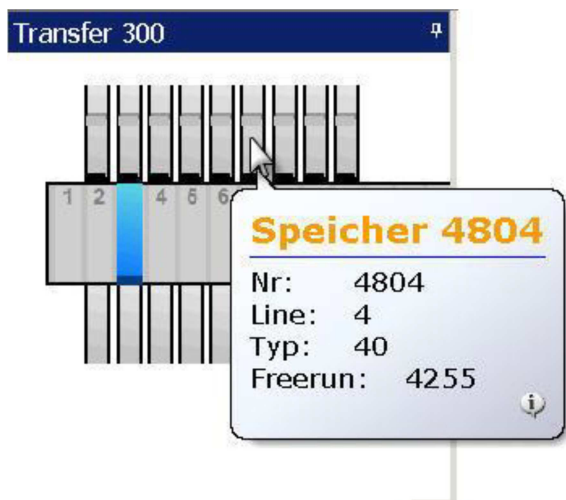 Transfer 300
1 2 4 5 6
Speicher 4804
Nr: 4804
Line: 4
Typ: 40
Freerun: 4255
i